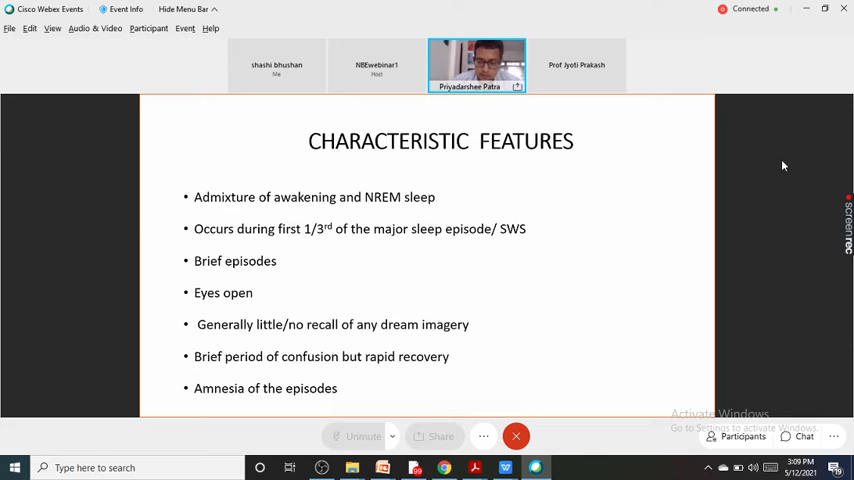 Cisco Webex Events
Event Info
Hide Menu Bar
Connected
File Edit View Audio & Video Participant Event Help
shashi bhushan
Me
NBEwebinar1
Host
Priyadarshee Patra
Prof Jyoti Prakash
CHARACTERISTIC FEATURES
• Admixture of awakening and NREM sleep
• Occurs during first 1/3rd of the major sleep episode/ SWS
• Brief episodes
• Eyes open
• Generally little/no recall of any dream imagery
• Brief period of confusion but rapid recovery
• Amnesia of the episodes
screenrec
Activate Windows
Go to Settings to activate Windows.
Unmute
Share
Participants
Chat
Type here to search
99
3:09 PM
5/12/2021
19